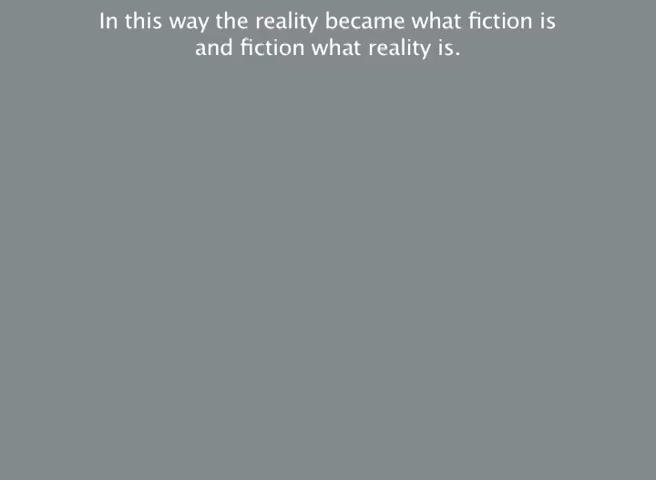 In this way the reality became what fiction is
and fiction what reality is.